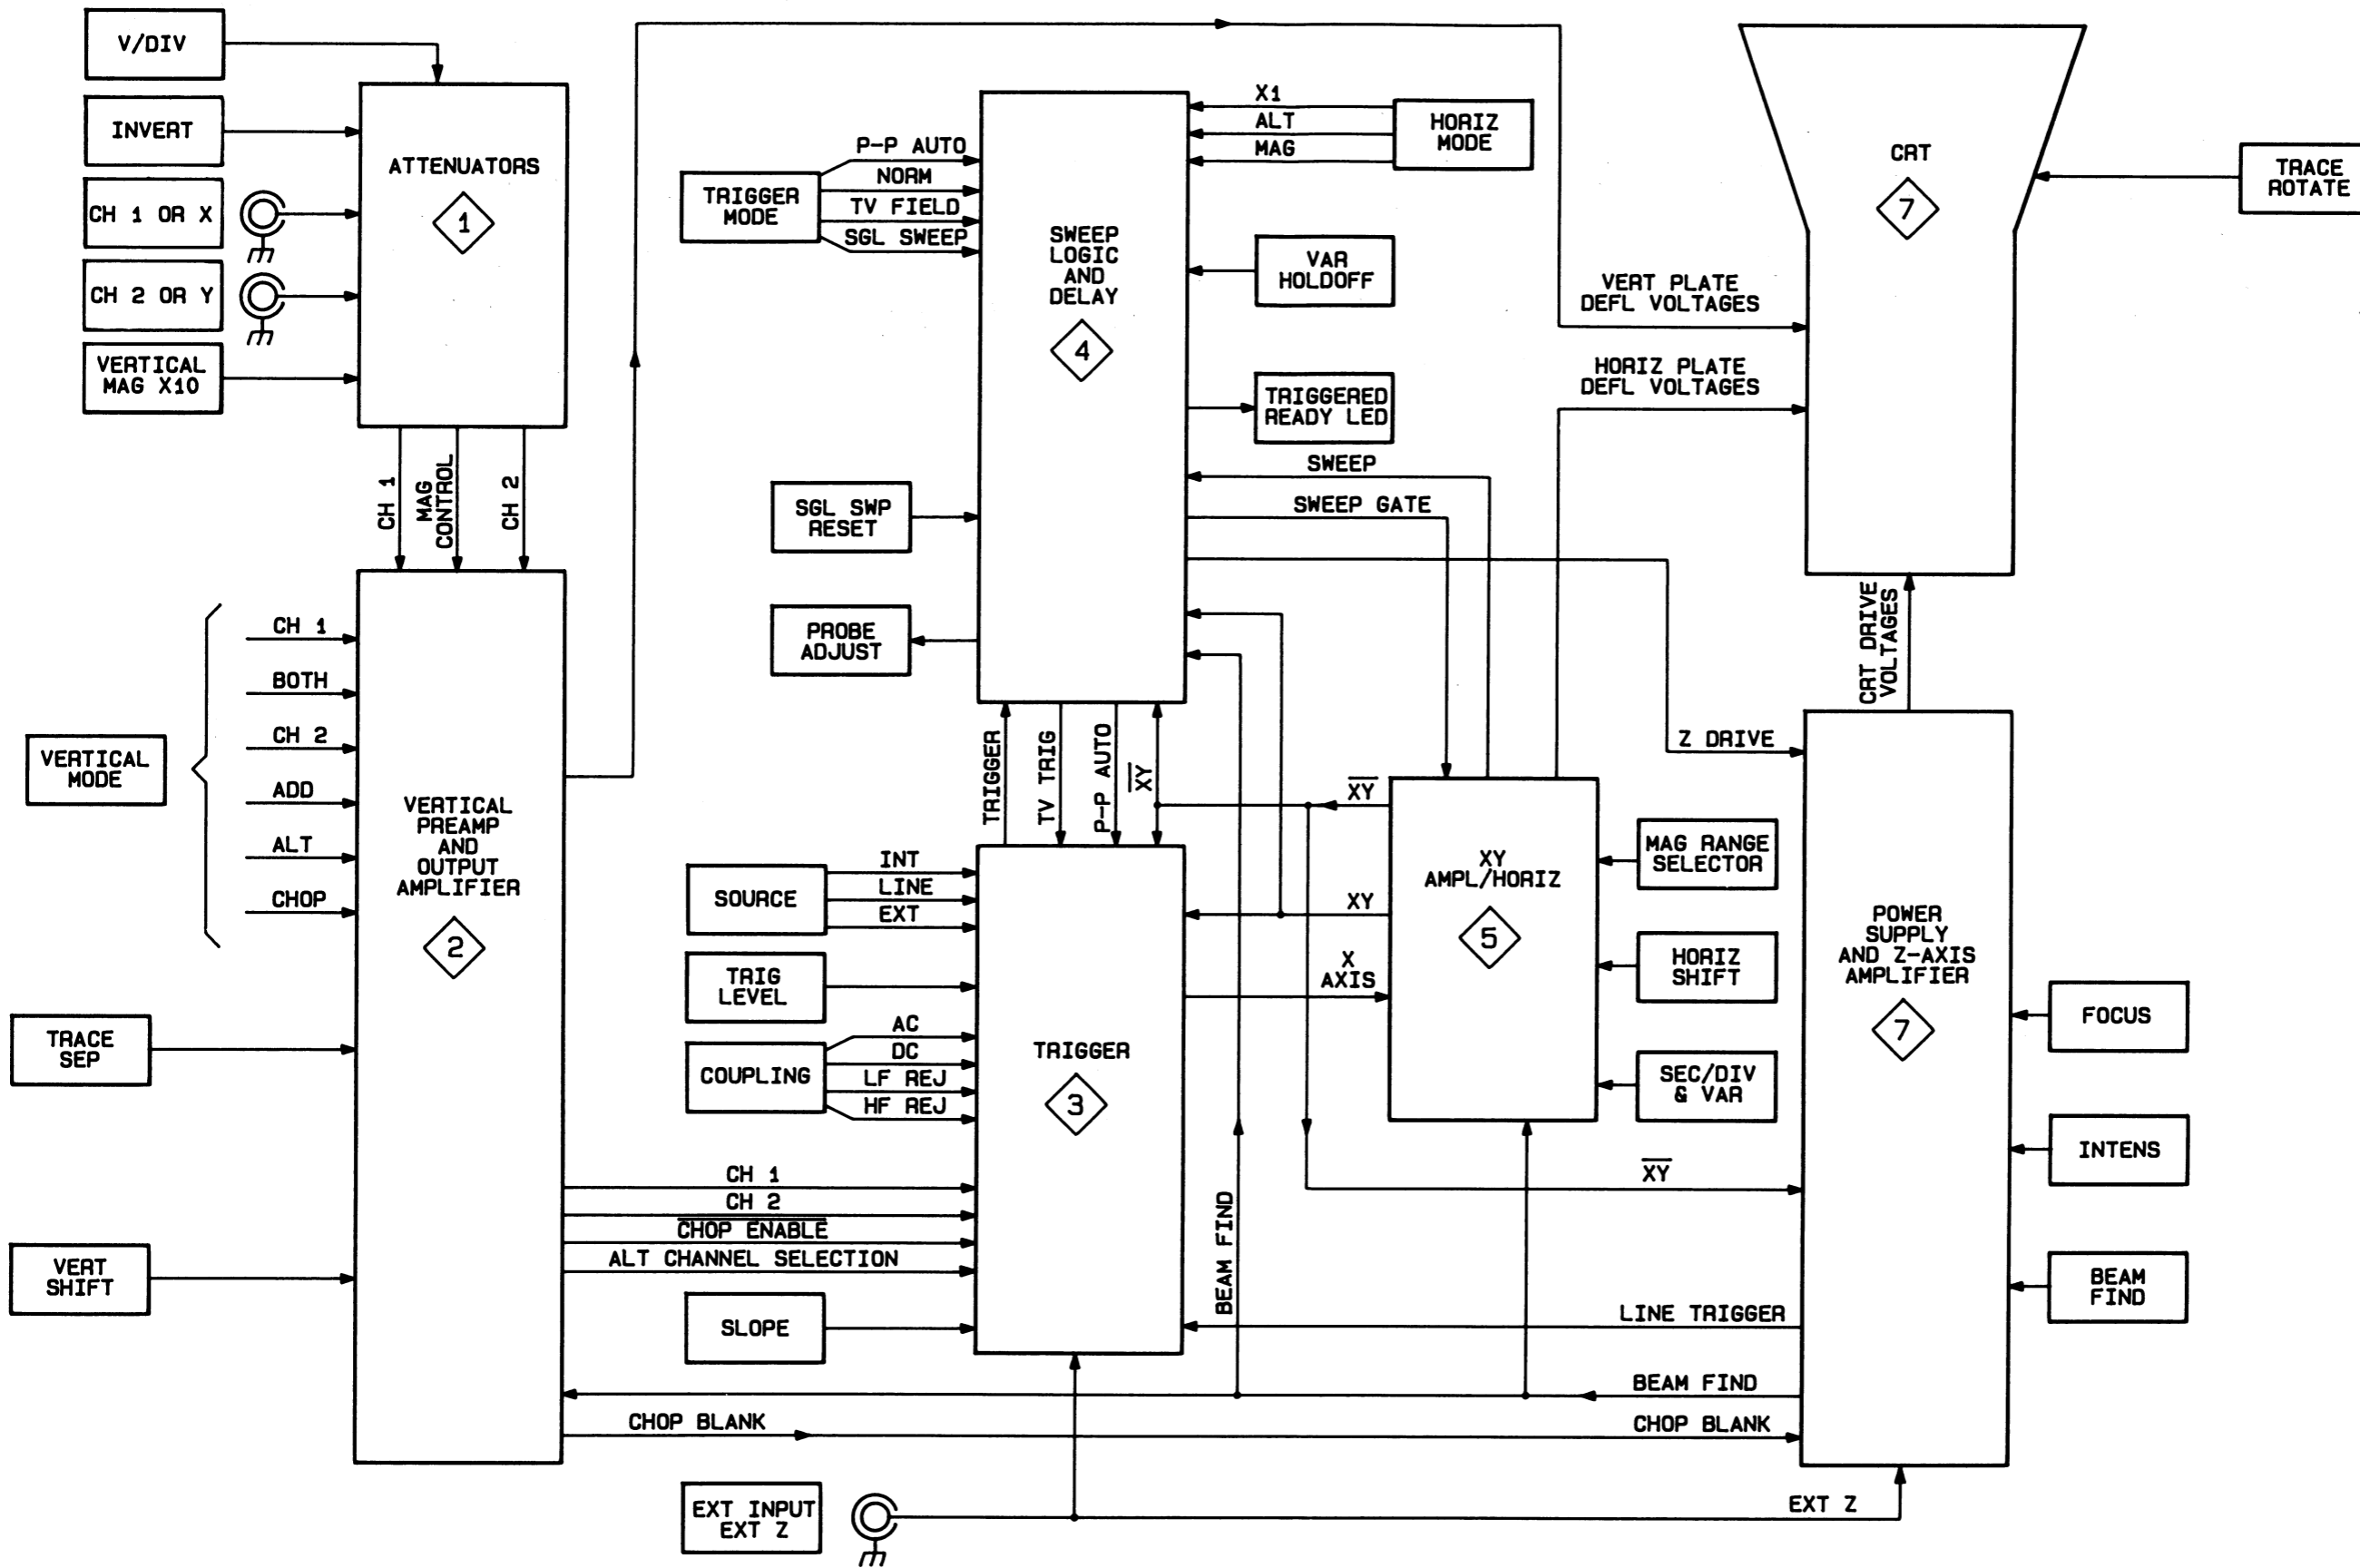 V/DIV
INVERT
CH 1 OR X
CH 2 OR Y
VERTICAL
MAG X10
ATTENUATORS
1
CH 1
MAG
CONTROL
CH 2
VERTICAL
MODE
CH 1
BOTH
CH 2
ADD
ALT
CHOP
TRACE
SEP
VERT
SHIFT
VERTICAL
PREAMP
AND
OUTPUT
AMPLIFIER
2
TRIGGER
MODE
P-P AUTO
NORM
TV FIELD
SGL SWEEP
SGL SWP
RESET
PROBE
ADJUST
SWEEP
LOGIC
AND
DELAY
4
X1
ALT
MAG
HORIZ
MODE
VAR
HOLDOFF
TRIGGERED
READY LED
SWEEP
SWEEP GATE
TRIGGER
TV TRIG
P-P AUTO
X̅Y̅
SOURCE
INT
LINE
EXT
TRIG
LEVEL
COUPLING
AC
DC
LF REJ
HF REJ
CH 1
CH 2
C̅H̅O̅P̅ ̅E̅N̅A̅B̅L̅E̅
ALT CHANNEL SELECTION
SLOPE
TRIGGER
3
X̅Y̅
XY
X
AXIS
XY
AMPL/HORIZ
5
MAG RANGE
SELECTOR
HORIZ
SHIFT
SEC/DIV
& VAR
VERT PLATE
DEFL VOLTAGES
HORIZ PLATE
DEFL VOLTAGES
CRT
7
TRACE
ROTATE
CRT DRIVE
VOLTAGES
Z DRIVE
POWER
SUPPLY
AND Z-AXIS
AMPLIFIER
7
FOCUS
INTENS
BEAM
FIND
X̅Y̅
BEAM FIND
LINE TRIGGER
BEAM FIND
CHOP BLANK
CHOP BLANK
EXT INPUT
EXT Z
EXT Z